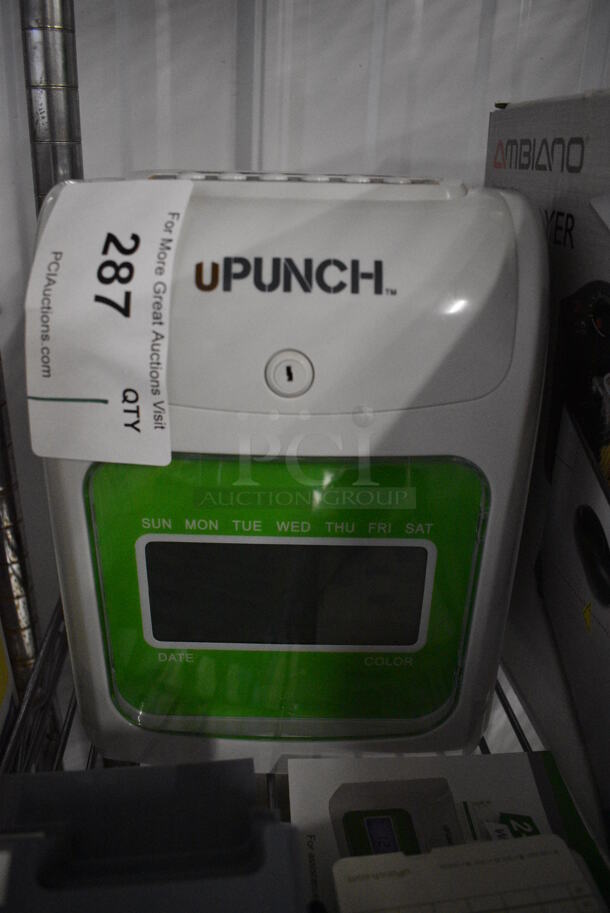 For More Great Auctions Visit
287
QTY
PCIAuctions.com
uPUNCH™
AMBIANO
YER
PCI
AUCTION GROUP
SUN MON TUE WED THU FRI SAT
DATE
COLOR